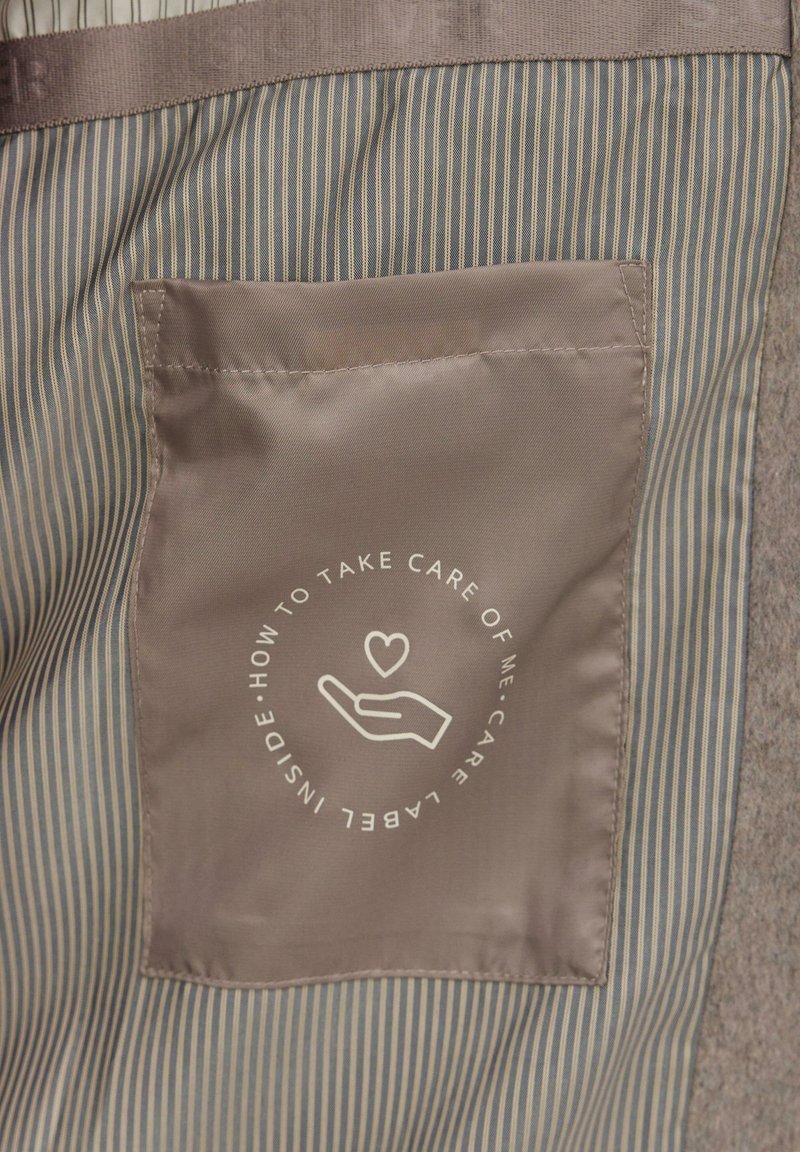 HOW TO TAKE CARE OF ME · CARE LABEL INSIDE ·